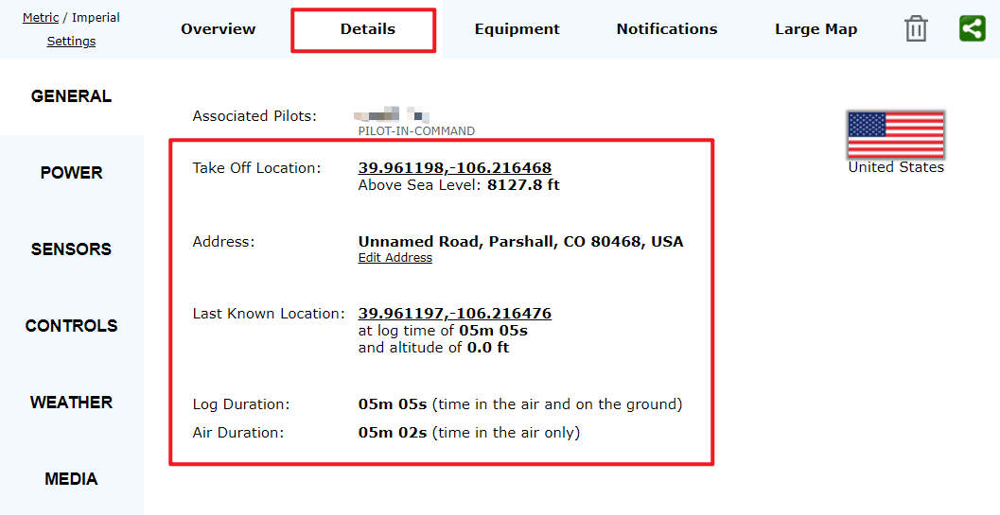 Metric / Imperial
Settings
Overview
Details
Equipment
Notifications
Large Map
GENERAL
POWER
SENSORS
CONTROLS
WEATHER
MEDIA
Associated Pilots:
PILOT-IN-COMMAND
United States
Take Off Location: 39.961198,-106.216468
Above Sea Level: 8127.8 ft
Address: Unnamed Road, Parshall, CO 80468, USA
Edit Address
Last Known Location: 39.961197,-106.216476
at log time of 05m 05s
and altitude of 0.0 ft
Log Duration: 05m 05s (time in the air and on the ground)
Air Duration: 05m 02s (time in the air only)